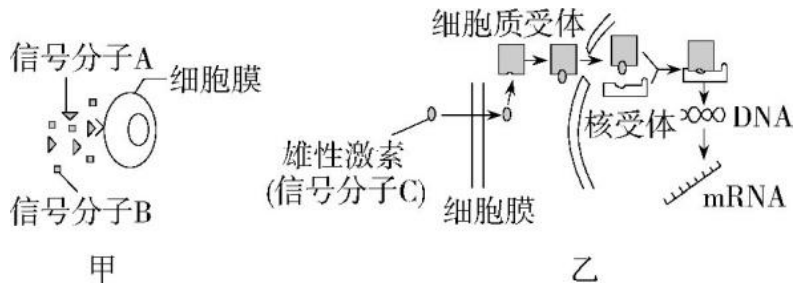 信号分子A
细胞膜
信号分子B
甲
细胞质受体
核受体
DNA
雄性激素
(信号分子C)
细胞膜
mRNA
乙